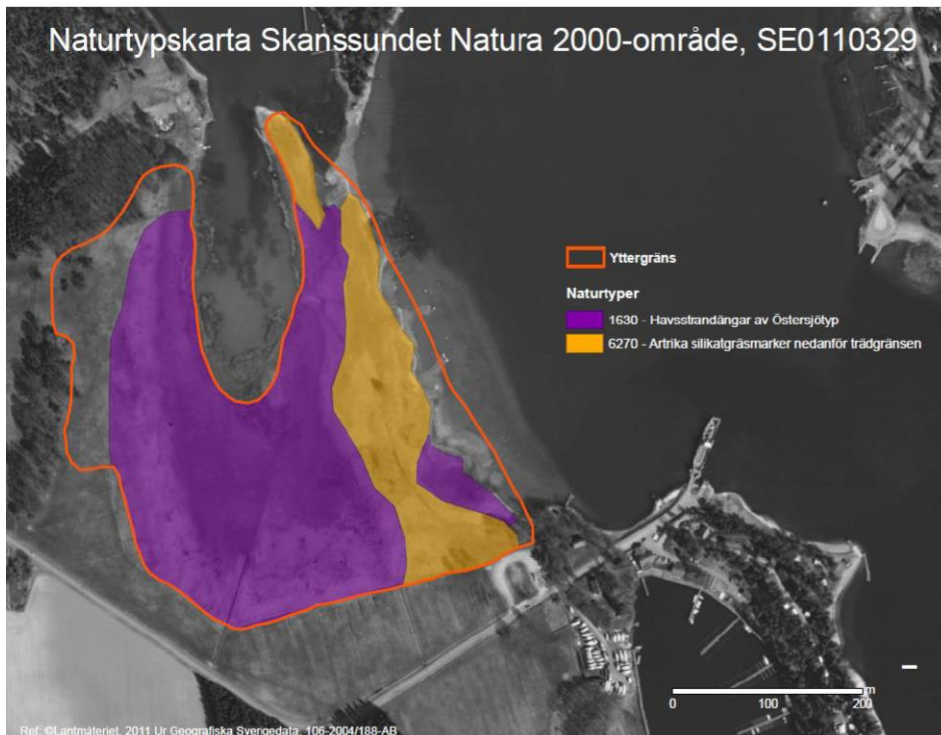 Naturtypskarta Skanssundet Natura 2000-område, SE0110329
Yttergräns
Naturtyper
1630 - Havsstrandängar av Östersjötyp
6270 - Artrika silikatgräsmarker nedanför trädgränsen
m
0 100 200
Ref. ©Lantmäteriet, 2011 Ur Geografiska Sverigedata, 106-2004/188-AB